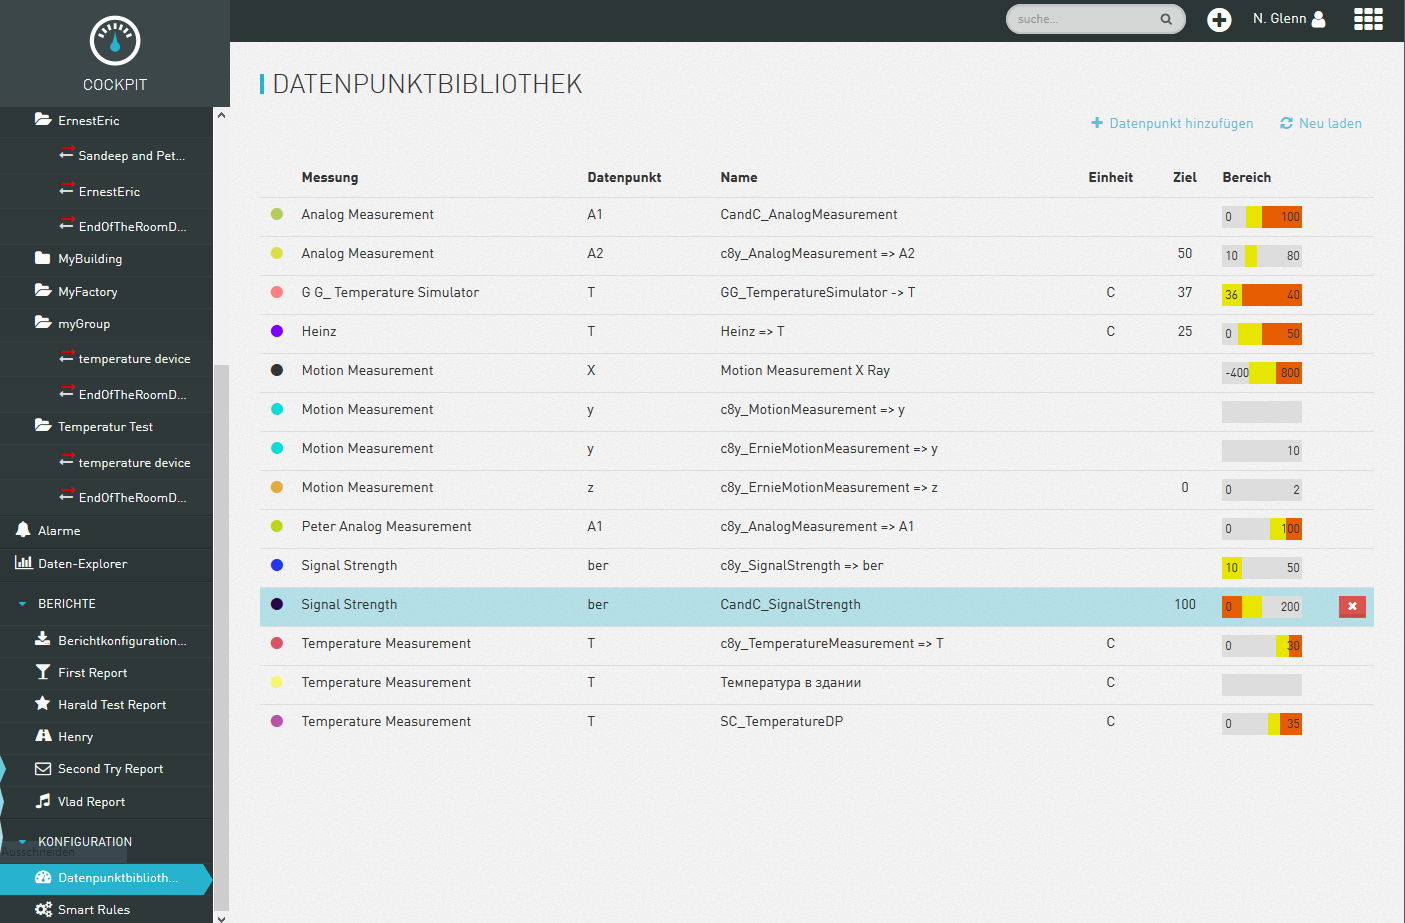 suche...
N. Glenn
COCKPIT
ErnestEric
Sandeep and Pet...
ErnestEric
EndOfTheRoomD...
MyBuilding
MyFactory
myGroup
temperature device
EndOfTheRoomD...
Temperatur Test
temperature device
EndOfTheRoomD...
Alarme
Daten-Explorer
BERICHTE
Berichtkonfiguration...
First Report
Harald Test Report
Henry
Second Try Report
Vlad Report
KONFIGURATION
Ausschneiden
Datenpunktbiblioth...
Smart Rules
DATENPUNKTBIBLIOTHEK
Datenpunkt hinzufügen Neu laden
Messung Datenpunkt Name Einheit Ziel Bereich
Analog Measurement A1 CandC_AnalogMeasurement 0 100
Analog Measurement A2 c8y_AnalogMeasurement => A2 50 10 80
G G_ Temperature Simulator T GG_TemperatureSimulator -> T C 37 36 40
Heinz T Heinz => T C 25 0 50
Motion Measurement X Motion Measurement X Ray -400 800
Motion Measurement y c8y_MotionMeasurement => y
Motion Measurement y c8y_ErnieMotionMeasurement => y 10
Motion Measurement z c8y_ErnieMotionMeasurement => z 0 0 2
Peter Analog Measurement A1 c8y_AnalogMeasurement => A1 0 100
Signal Strength ber c8y_SignalStrength => ber 10 50
Signal Strength ber CandC_SignalStrength 100 0 200
Temperature Measurement T c8y_TemperatureMeasurement => T C 0 30
Temperature Measurement T Температура в здании C
Temperature Measurement T SC_TemperatureDP C 0 35